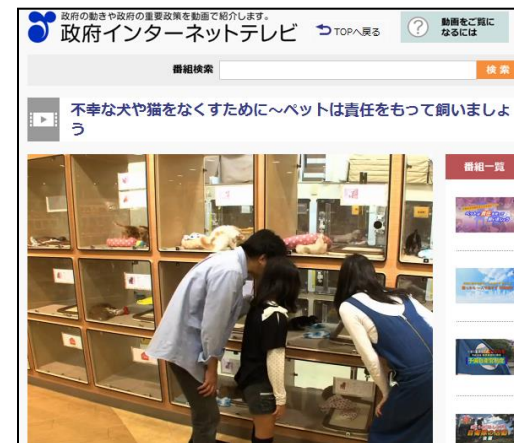 政府の動きや政府の重要政策を動画で紹介します。
政府インターネットテレビ
TOPへ戻る
?
動画をご覧に
なるには
番組検索
検索
不幸な犬や猫をなくすために～ペットは責任をもって飼いましょ
う
番組一覧